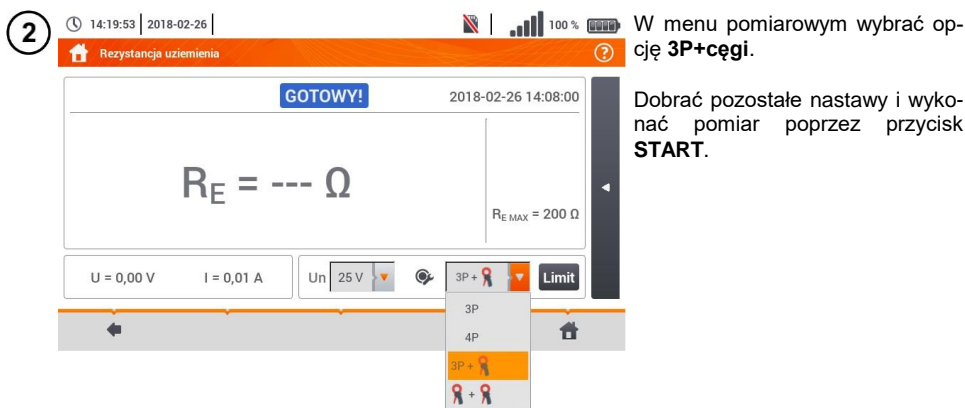 2
14:19:53 2018-02-26
100 %
Rezystancja uziemienia
?
GOTOWY!
2018-02-26 14:08:00
RE = --- Ω
RE MAX = 200 Ω
U = 0,00 V I = 0,01 A
Un 25 V 3P + Limit
3P
4P
3P +
+
W menu pomiarowym wybrać op-
cję 3P+cęgi.
Dobrać pozostałe nastawy i wyko-
nać pomiar poprzez przycisk
START.